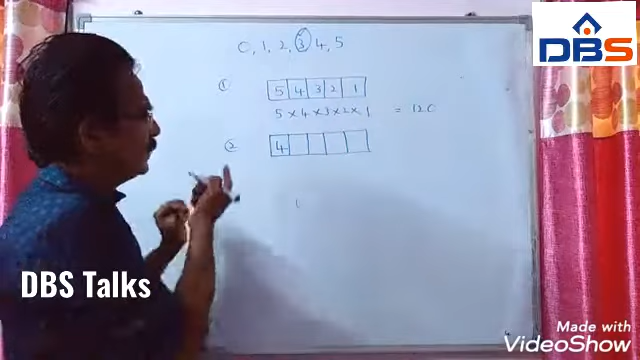 0, 1, 2, 3, 4, 5
① 5 4 3 2 1
5 × 4 × 3 × 2 × 1 = 120
② 4
DBS
DBS Talks
Made with
VideoShow